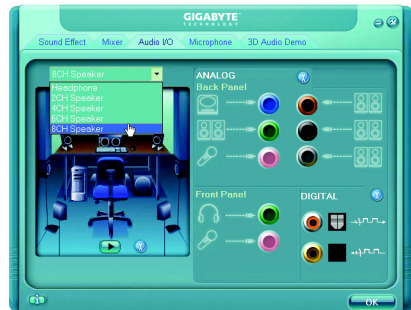 GIGABYTE
TECHNOLOGY
Sound Effect Mixer Audio I/O Microphone 3D Audio Demo
8CH Speaker
Headphone
2CH Speaker
4CH Speaker
6CH Speaker
8CH Speaker
ANALOG
Back Panel
Front Panel
DIGITAL
OK